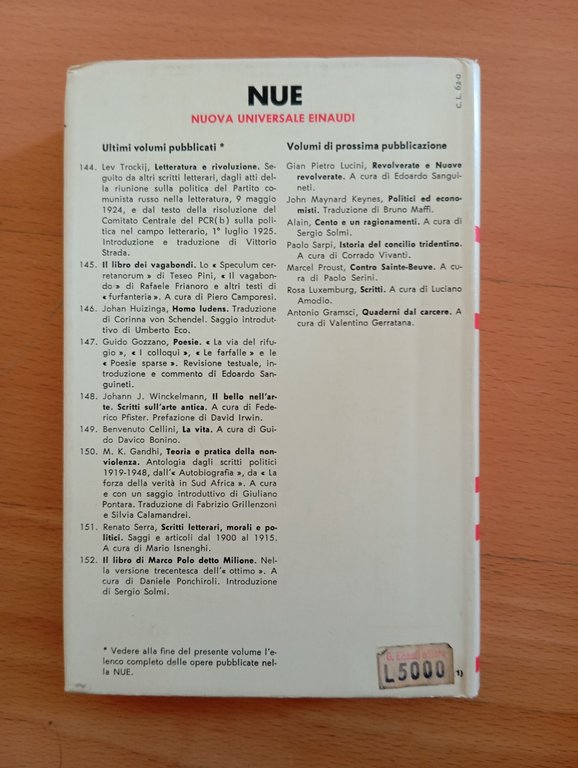 NUE
NUOVA UNIVERSALE EINAUDI
C. L. 62-0
Ultimi volumi pubblicati *
144. Lev Trockij, Letteratura e rivoluzione. Se-
guito da altri scritti letterari, dagli atti del-
la riunione sulla politica del Partito co-
munista russo nella letteratura, 9 maggio
1924, e dal testo della risoluzione del
Comitato Centrale del PCR(b) sulla poli-
tica nel campo letterario, 1° luglio 1925.
Introduzione e traduzione di Vittorio
Strada.
145. Il libro dei vagabondi. Lo « Speculum cer-
retanorum » di Teseo Pini, « Il vagabon-
do » di Rafaele Frianoro e altri testi di
« furfanteria ». A cura di Piero Camporesi.
146. Johan Huizinga, Homo ludens. Traduzione
di Corinna von Schendel. Saggio introdut-
tivo di Umberto Eco.
147. Guido Gozzano, Poesie. « La via del rifu-
gio », « I colloqui », « Le farfalle » e le
« Poesie sparse ». Revisione testuale, in-
troduzione e commento di Edoardo San-
guineti.
148. Johann J. Winckelmann, Il bello nell'ar-
te. Scritti sull'arte antica. A cura di Fede-
rico Pfister. Prefazione di David Irwin.
149. Benvenuto Cellini, La vita. A cura di Gui-
do Davico Bonino.
150. M. K. Gandhi, Teoria e pratica della non-
violenza. Antologia dagli scritti politici
1919-1948, dall'« Autobiografia », da « La
forza della verità in Sud Africa ». A cura
e con un saggio introduttivo di Giuliano
Pontara. Traduzione di Fabrizio Grillenzoni
e Silvia Calamandrei.
151. Renato Serra, Scritti letterari, morali e po-
litici. Saggi e articoli dal 1900 al 1915.
A cura di Mario Isnenghi.
152. Il libro di Marco Polo detto Milione. Nel-
la versione trecentesca dell'« ottimo ». A
cura di Daniele Ponchiroli. Introduzione
di Sergio Solmi.
* Vedere alla fine del presente volume l'e-
lenco completo delle opere pubblicate nel-
la NUE.
Volumi di prossima pubblicazione
Gian Pietro Lucini, Revolverate e Nuove
revolverate. A cura di Edoardo Sangui-
neti.
John Maynard Keynes, Politici ed econo-
misti. Traduzione di Bruno Maffi.
Alain, Cento e un ragionamenti. A cura di
Sergio Solmi.
Paolo Sarpi, Istoria del concilio tridentino.
A cura di Corrado Vivanti.
Marcel Proust, Contro Sainte-Beuve. A cu-
ra di Paolo Serini.
Rosa Luxemburg, Scritti. A cura di Luciano
Amodio.
Antonio Gramsci, Quaderni dal carcere. A
cura di Valentino Gerratana.
L5000
1)